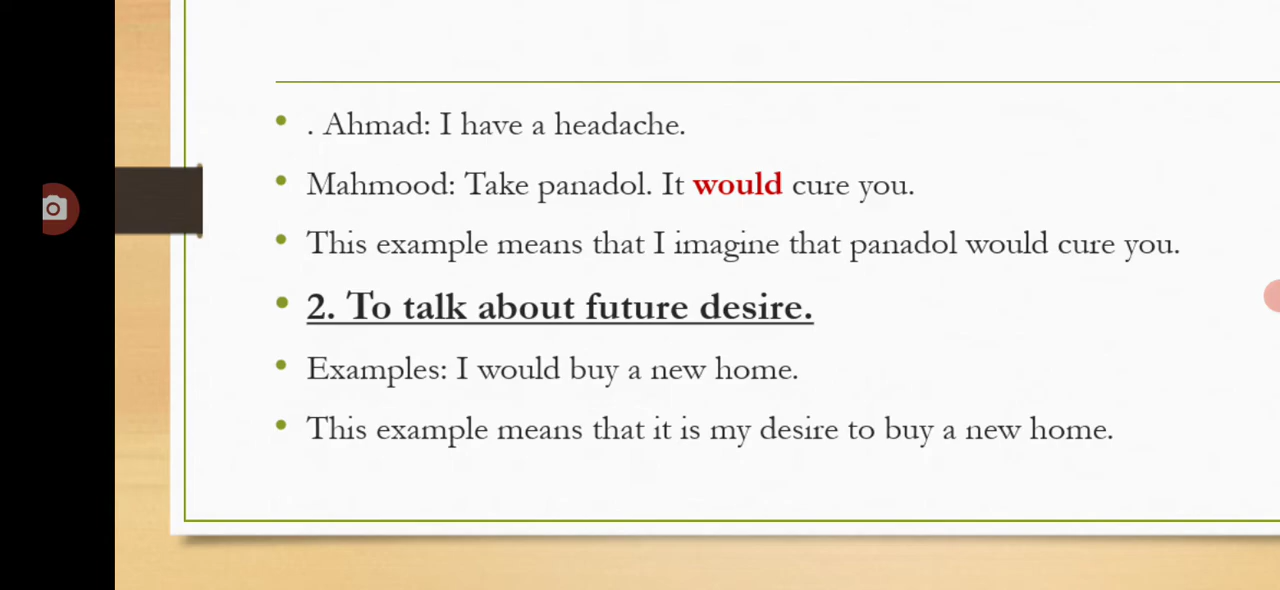 . Ahmad: I have a headache.
Mahmood: Take panadol. It would cure you.
This example means that I imagine that panadol would cure you.
2. To talk about future desire.
Examples: I would buy a new home.
This example means that it is my desire to buy a new home.